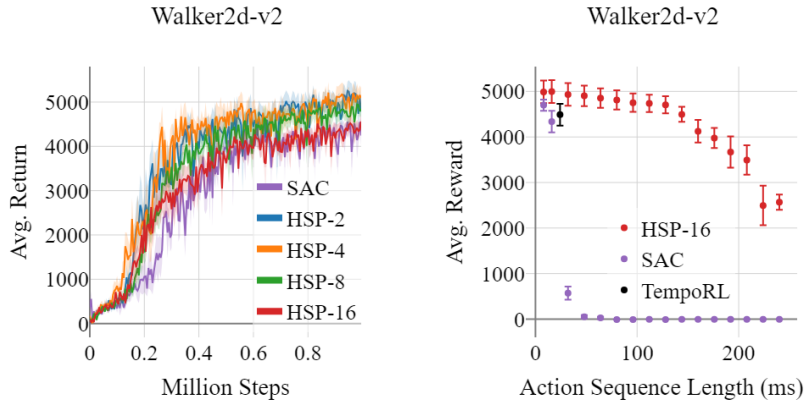 Walker2d-v2
Avg. Return
5000
4000
3000
2000
1000
0
SAC
HSP-2
HSP-4
HSP-8
HSP-16
0
0.2
0.4
0.6
0.8
Million Steps
Walker2d-v2
Avg. Reward
5000
4000
3000
2000
1000
0
HSP-16
SAC
TempoRL
0
100
200
Action Sequence Length (ms)